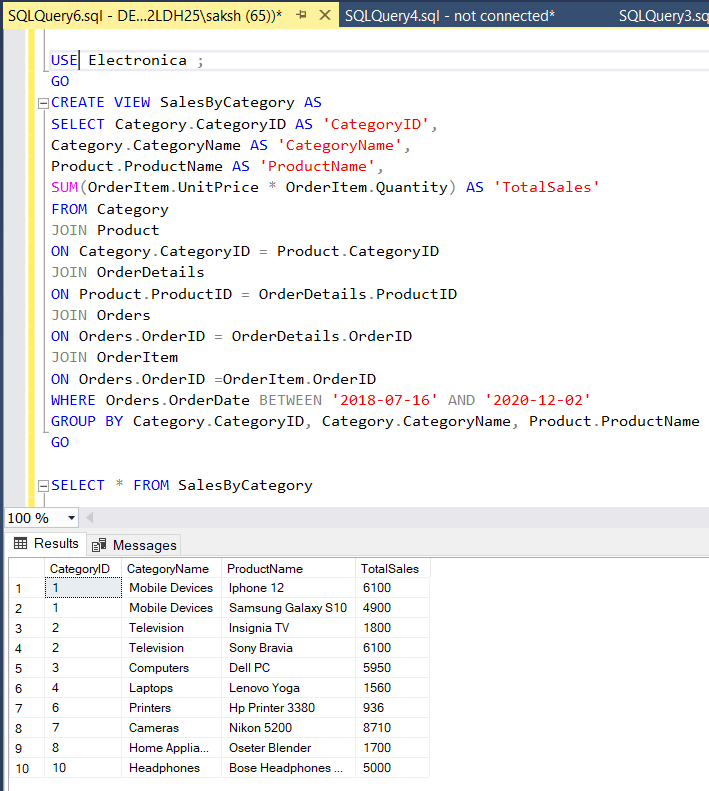 SQLQuery6.sql - DE...2LDH25\saksh (65))* SQLQuery4.sql - not connected* SQLQuery3.sq
USE Electronica ;
GO
CREATE VIEW SalesByCategory AS
SELECT Category.CategoryID AS 'CategoryID',
Category.CategoryName AS 'CategoryName',
Product.ProductName AS 'ProductName',
SUM(OrderItem.UnitPrice * OrderItem.Quantity) AS 'TotalSales'
FROM Category
JOIN Product
ON Category.CategoryID = Product.CategoryID
JOIN OrderDetails
ON Product.ProductID = OrderDetails.ProductID
JOIN Orders
ON Orders.OrderID = OrderDetails.OrderID
JOIN OrderItem
ON Orders.OrderID =OrderItem.OrderID
WHERE Orders.OrderDate BETWEEN '2018-07-16' AND '2020-12-02'
GROUP BY Category.CategoryID, Category.CategoryName, Product.ProductName
GO
SELECT * FROM SalesByCategory
100 %
Results Messages
CategoryID CategoryName ProductName TotalSales
1 1 Mobile Devices Iphone 12 6100
2 1 Mobile Devices Samsung Galaxy S10 4900
3 2 Television Insignia TV 1800
4 2 Television Sony Bravia 6100
5 3 Computers Dell PC 5950
6 4 Laptops Lenovo Yoga 1560
7 6 Printers Hp Printer 3380 936
8 7 Cameras Nikon 5200 8710
9 8 Home Applia... Oseter Blender 1700
10 10 Headphones Bose Headphones ... 5000